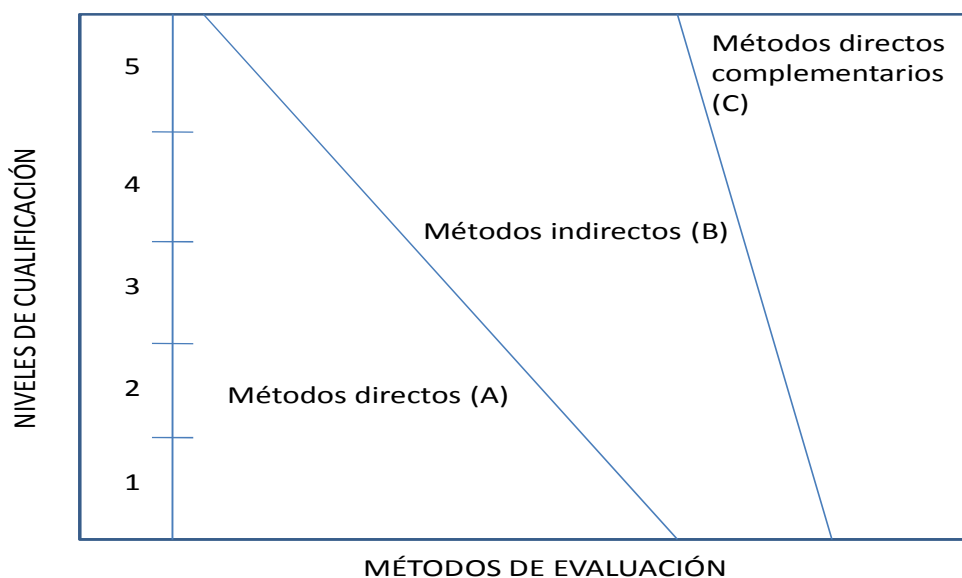 NIVELES DE CUALIFICACIÓN
5
4
3
2
1
Métodos directos
complementarios
(C)
Métodos indirectos (B)
Métodos directos (A)
MÉTODOS DE EVALUACIÓN